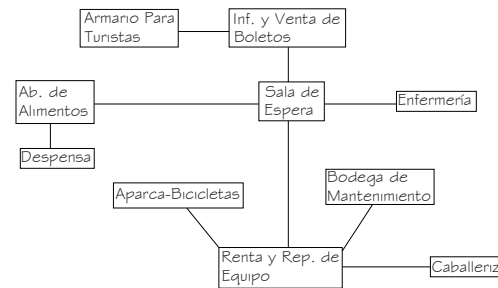 Armario Para
Turistas
Inf. y Venta de
Boletos
Ab. de
Alimentos
Sala de
Espera
Enfermería
Despensa
Aparca-Bicicletas
Bodega de
Mantenimiento
Renta y Rep. de
Equipo
Caballeriz